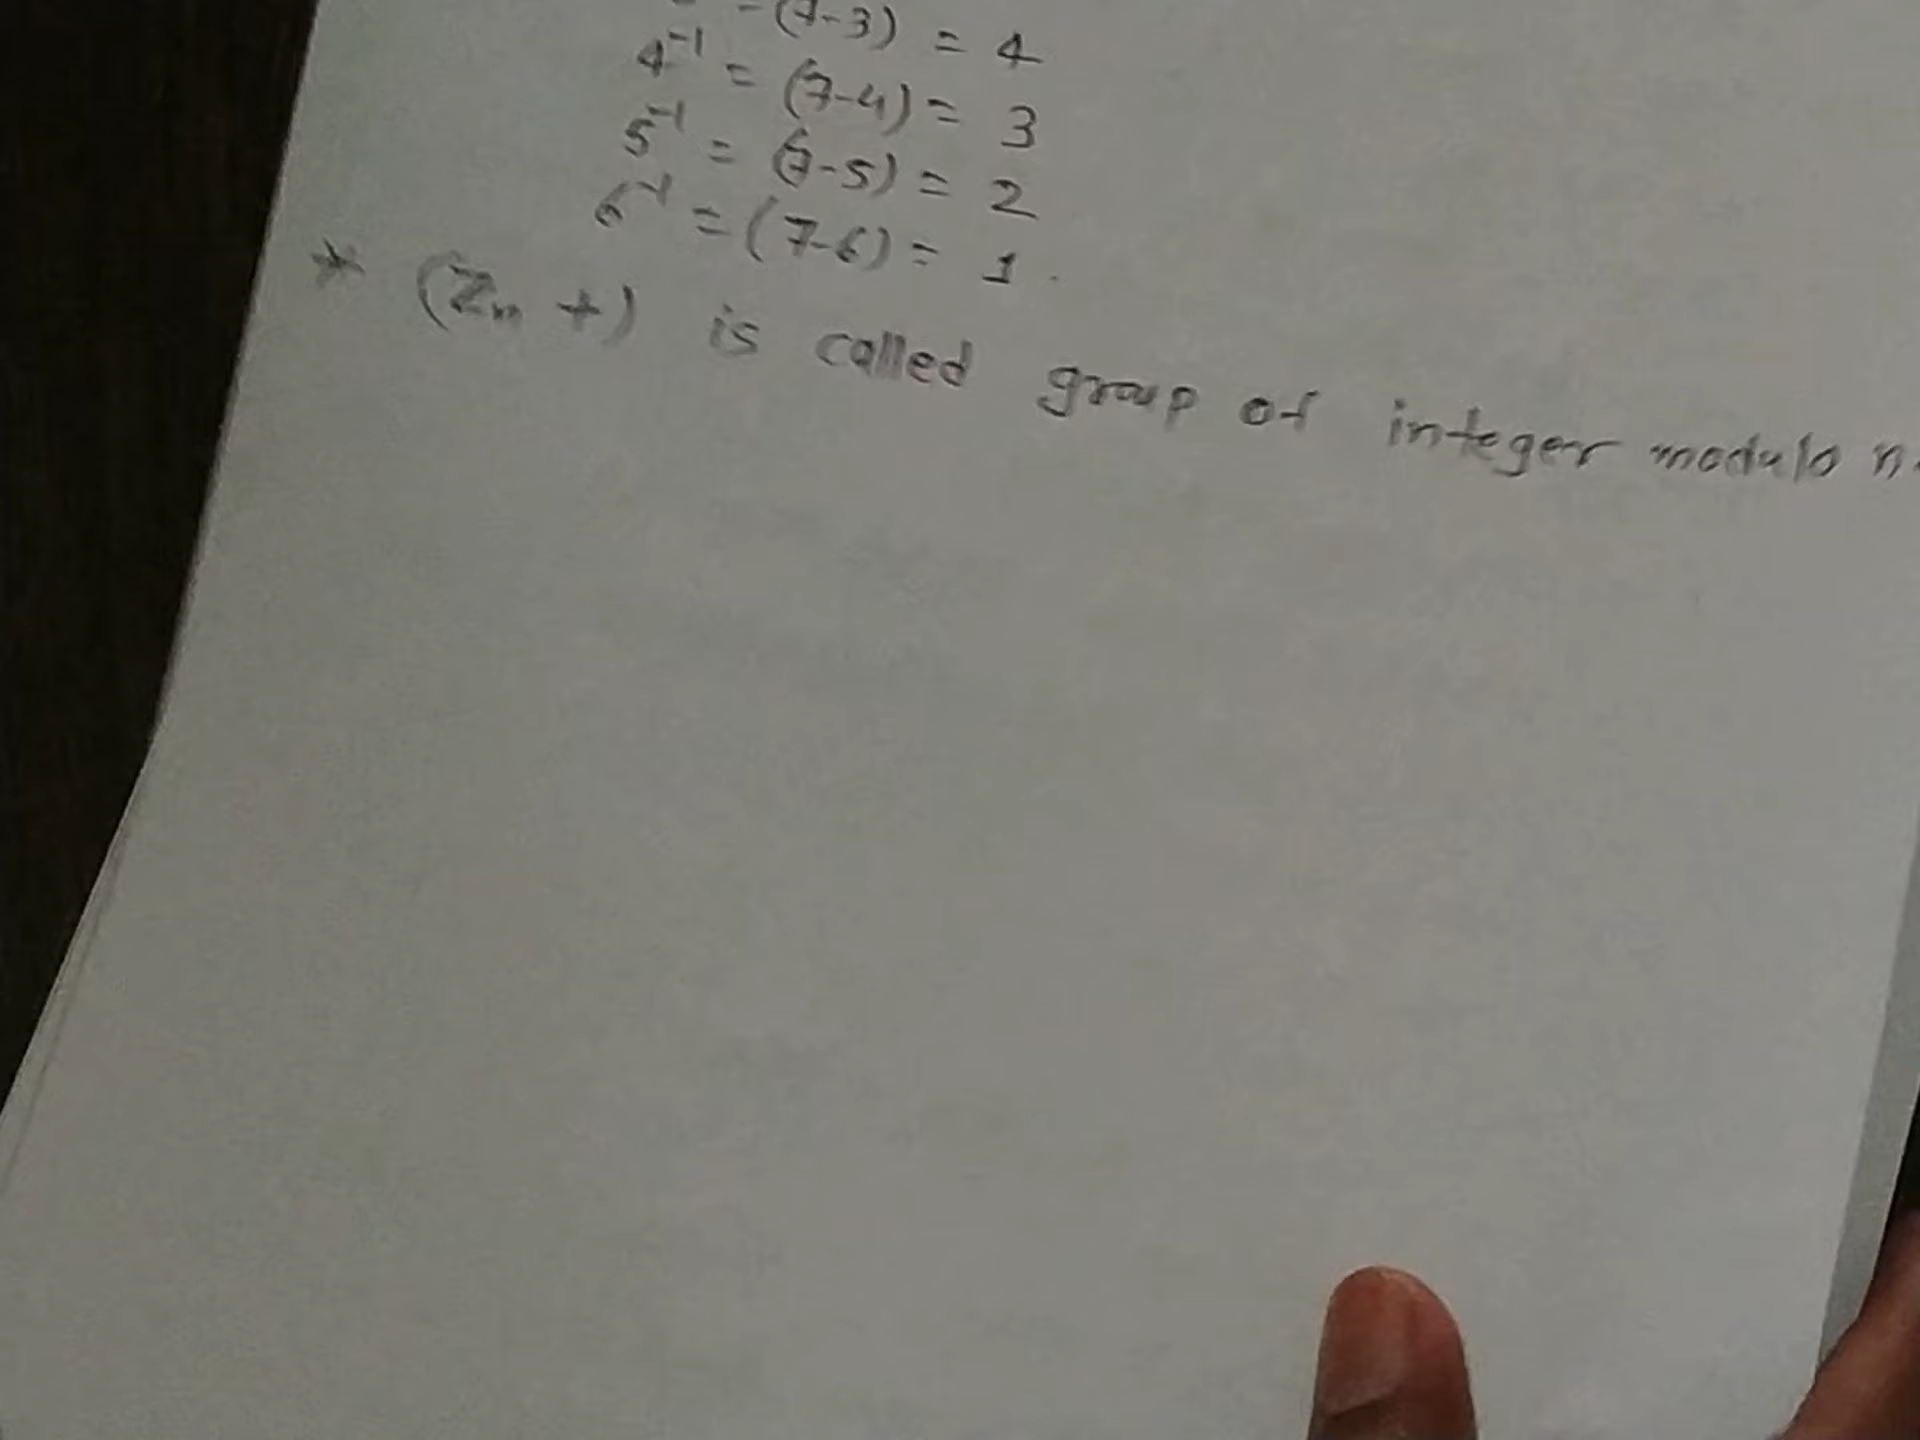 = (7-3) = 4
4⁻¹ = (7-4) = 3
5⁻¹ = (7-5) = 2
6⁻¹ = (7-6) = 1.
* (Zn +) is called group of integer modulo n.